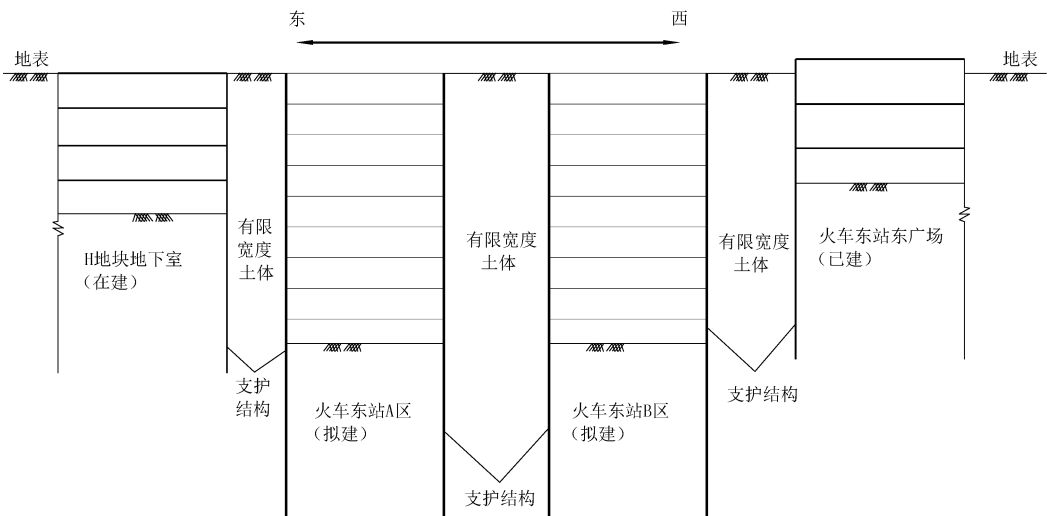 东
西
地表
地表
有限
宽度
土体
有限宽度
土体
有限宽度
土体
火车东站东广场
(已建)
H地块地下室
(在建)
支护
结构
火车东站A区
(拟建)
火车东站B区
(拟建)
支护结构
支护结构